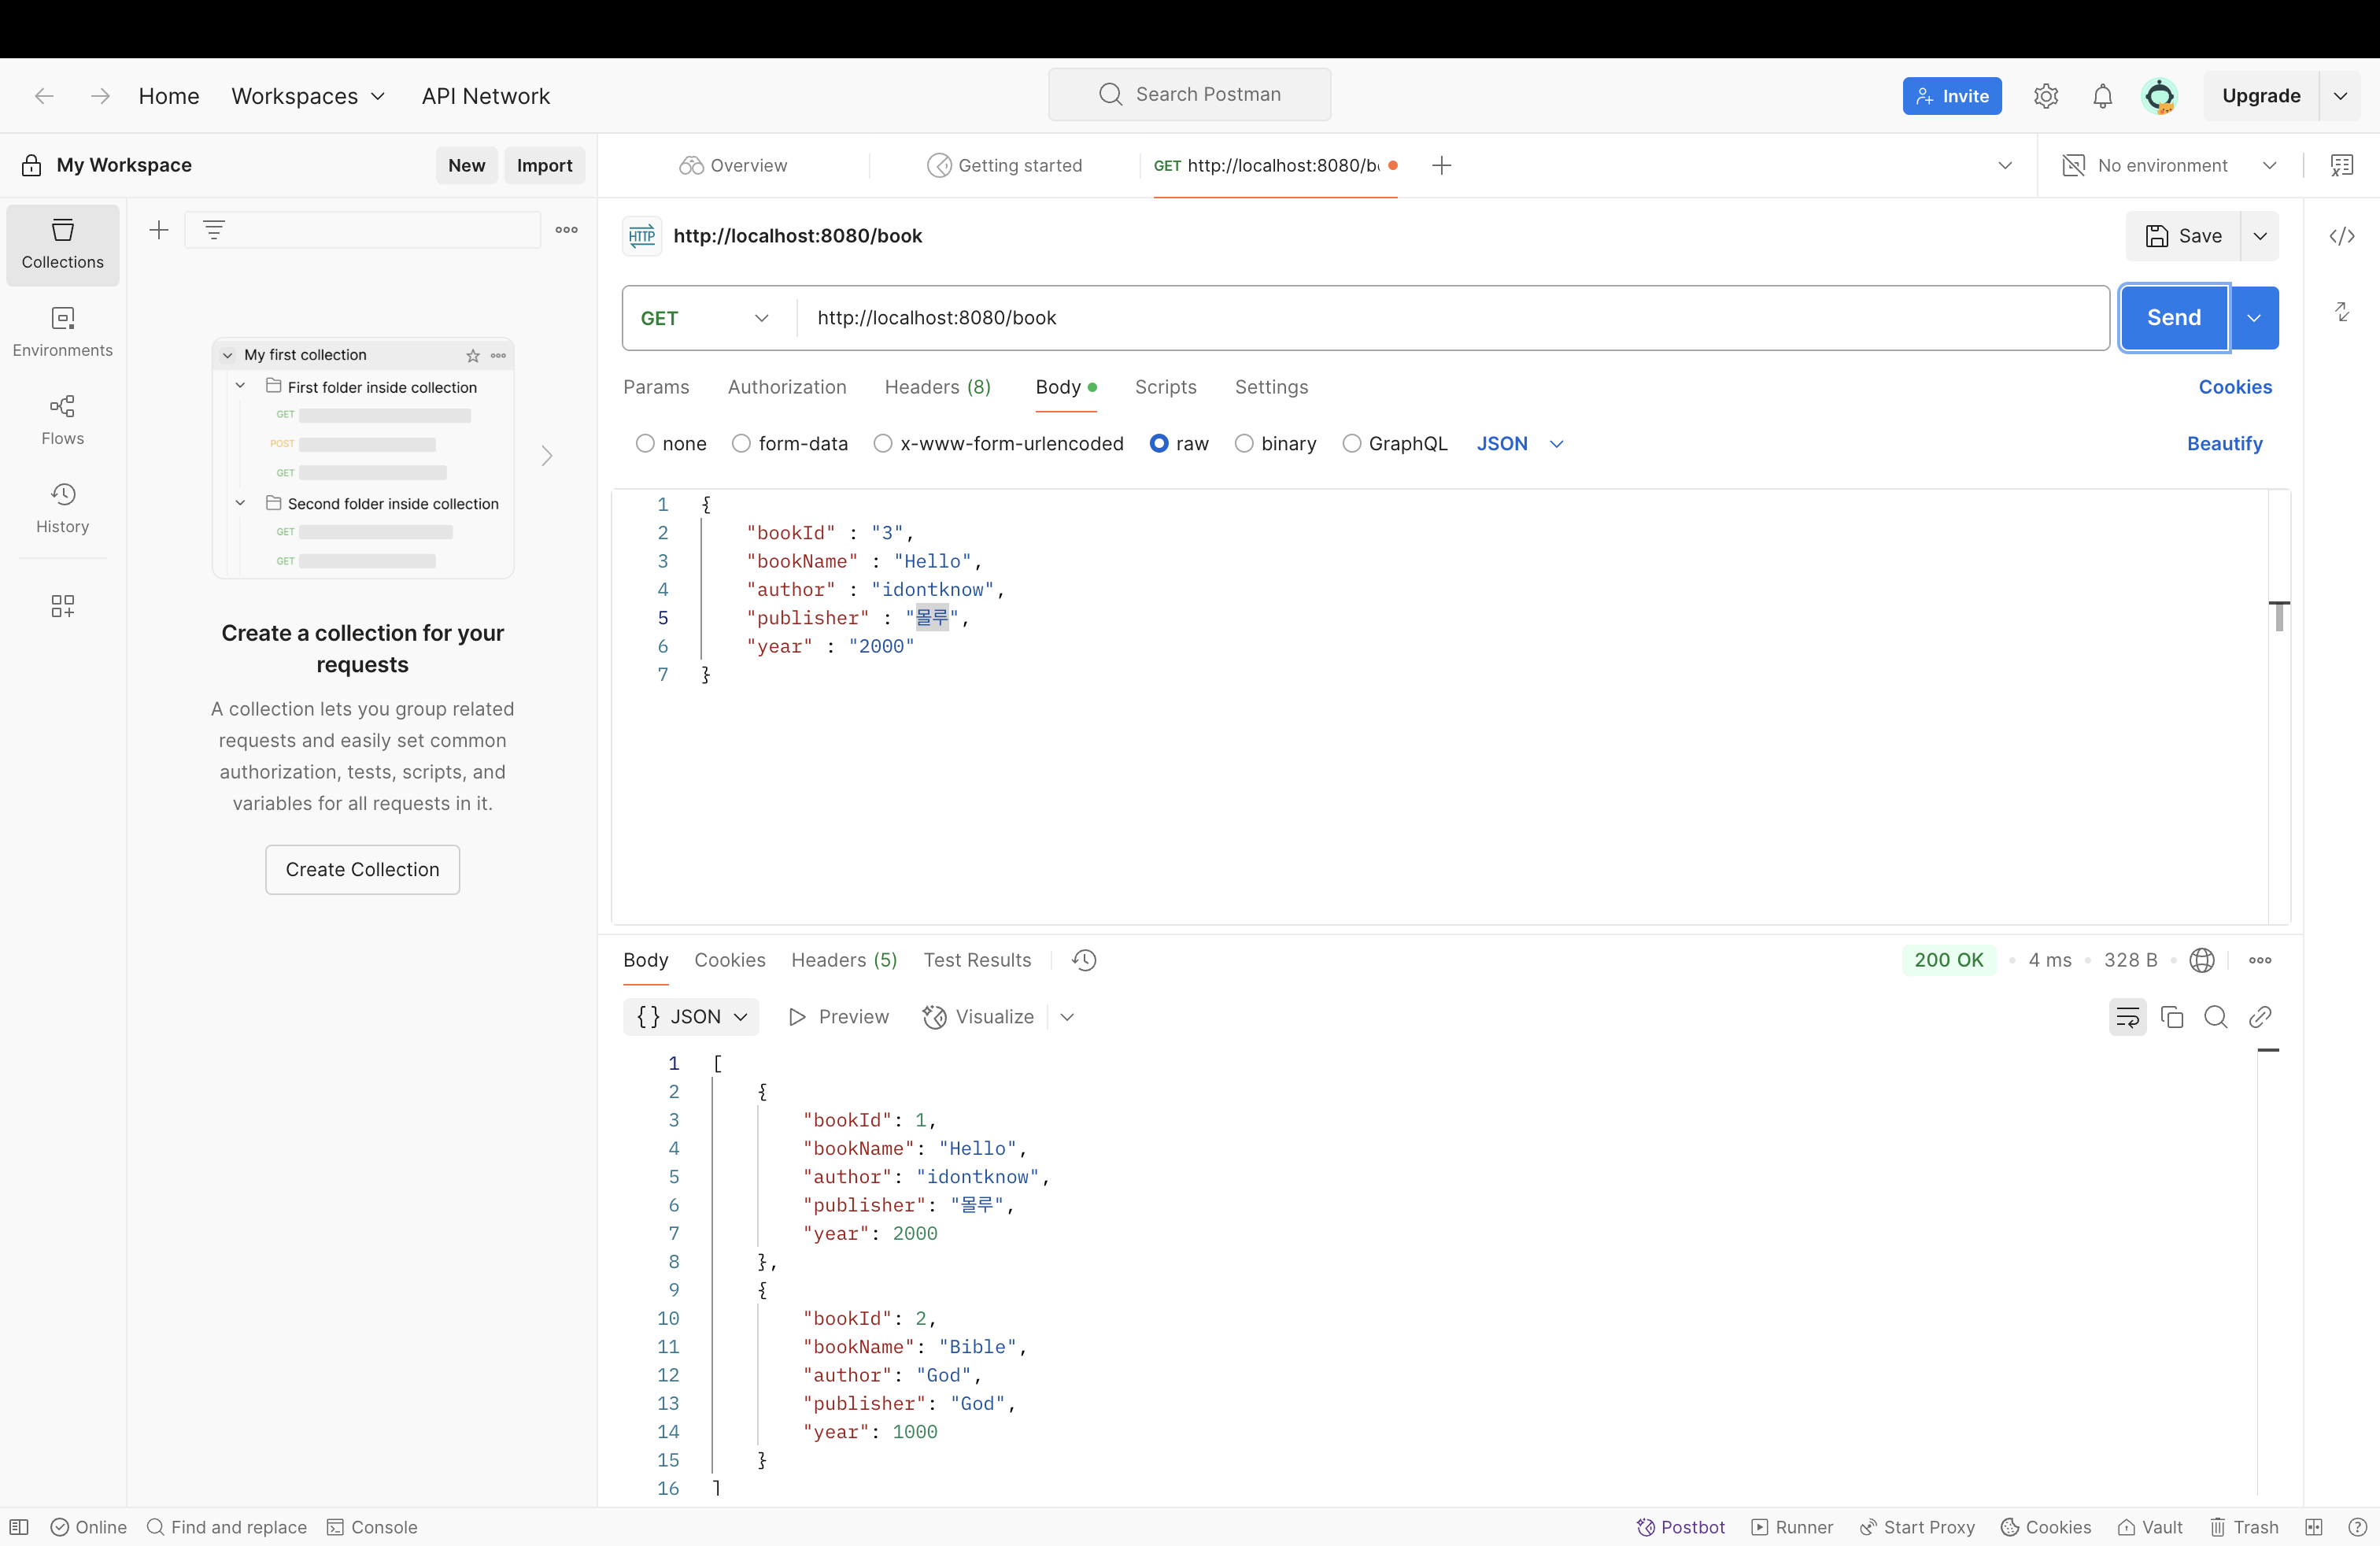 Home Workspaces API Network Search Postman Invite Upgrade
My Workspace New Import Overview Getting started GET http://localhost:8080/b No environment
Collections
Environments
Flows
History
My first collection
First folder inside collection
GET
POST
GET
Second folder inside collection
GET
GET
Create a collection for your
requests
A collection lets you group related
requests and easily set common
authorization, tests, scripts, and
variables for all requests in it.
Create Collection
HTTP http://localhost:8080/book Save
GET http://localhost:8080/book Send
Params Authorization Headers (8) Body Scripts Settings Cookies
none form-data x-www-form-urlencoded raw binary GraphQL JSON Beautify
1 {
2 "bookId" : "3",
3 "bookName" : "Hello",
4 "author" : "idontknow",
5 "publisher" : "몰루",
6 "year" : "2000"
7 }
Body Cookies Headers (5) Test Results 200 OK • 4 ms • 328 B •
{} JSON Preview Visualize
1 [
2 {
3 "bookId": 1,
4 "bookName": "Hello",
5 "author": "idontknow",
6 "publisher": "몰루",
7 "year": 2000
8 },
9 {
10 "bookId": 2,
11 "bookName": "Bible",
12 "author": "God",
13 "publisher": "God",
14 "year": 1000
15 }
16 ]
Online Find and replace Console Postbot Runner Start Proxy Cookies Vault Trash